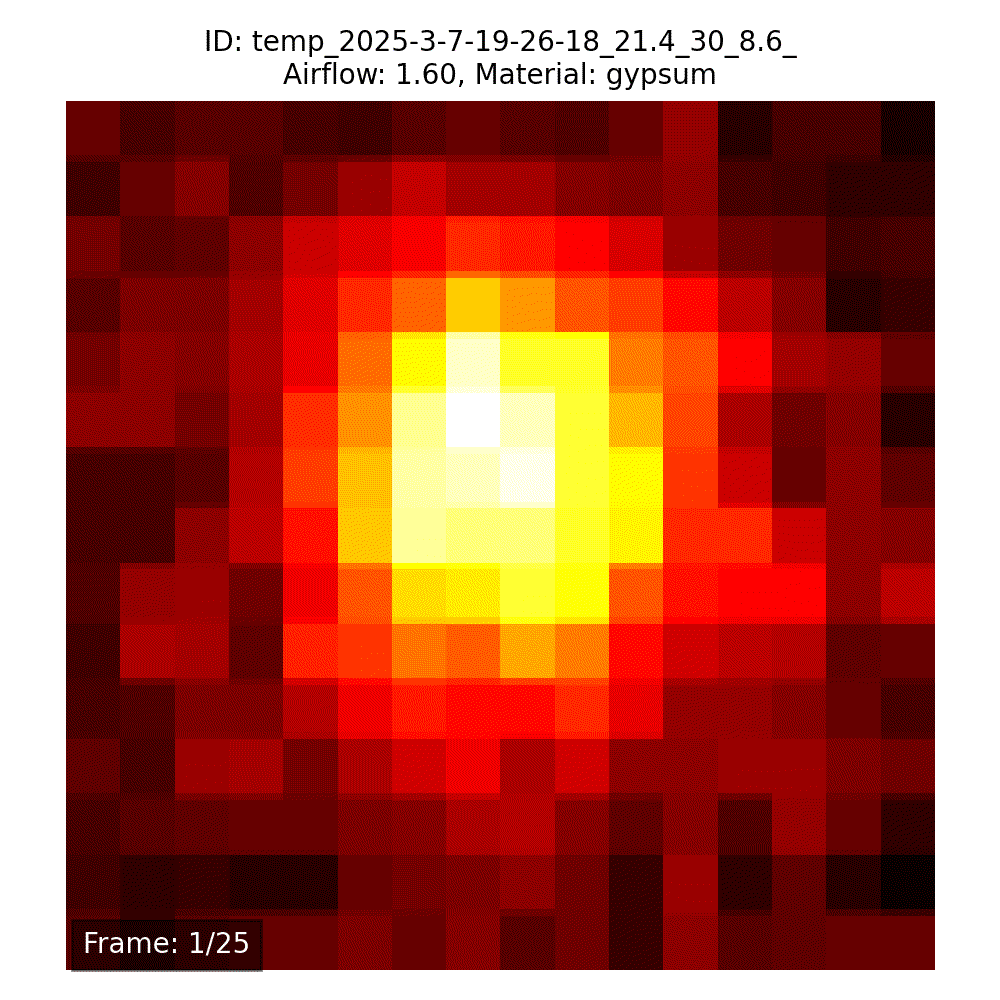 ID: temp_2025-3-7-19-26-18_21.4_30_8.6_
Airflow: 1.60, Material: gypsum
Frame: 1/25